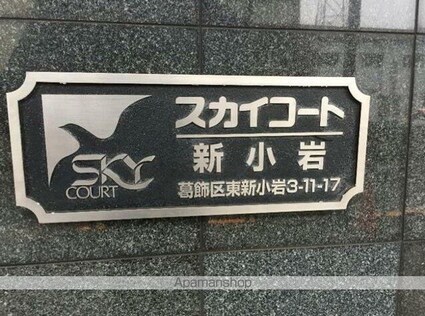 SKY
COURT
スカイコート
新小岩
葛飾区東新小岩3-11-17
Apamanshop